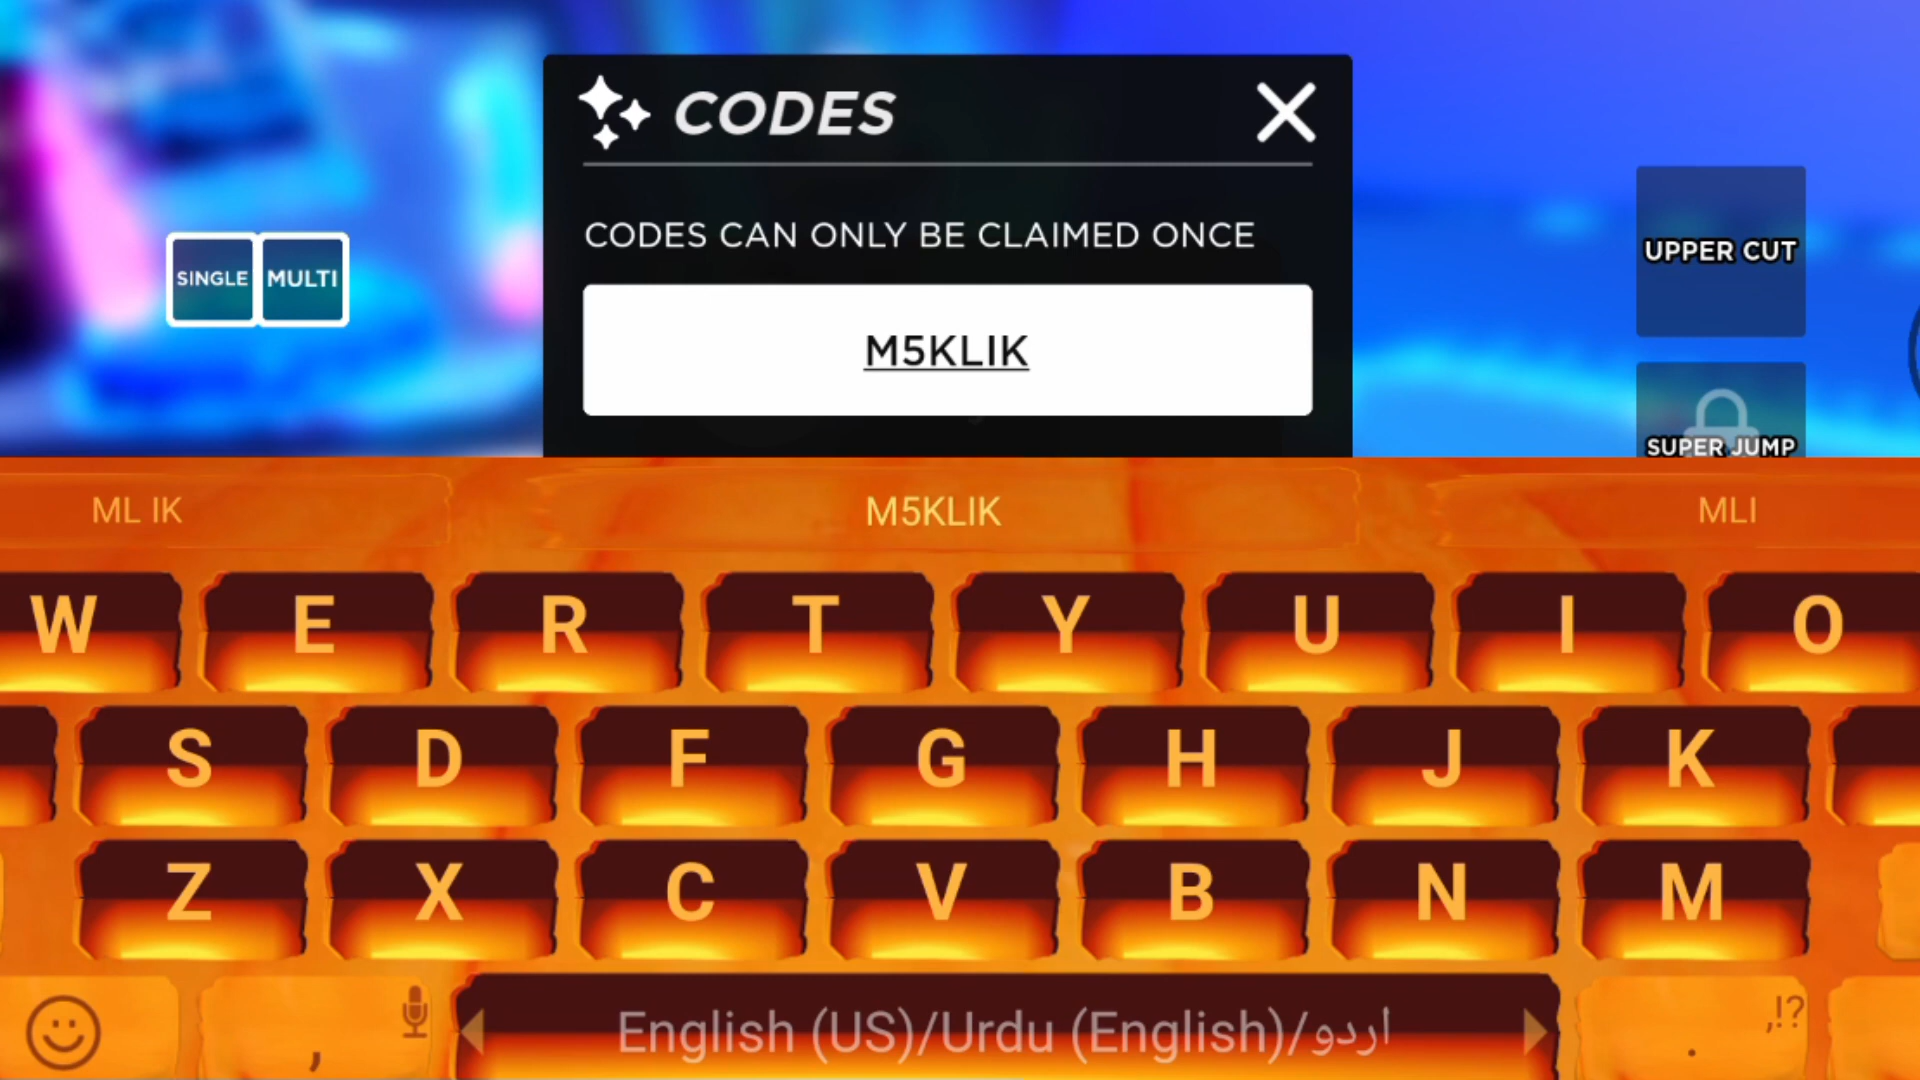 CODES
CODES CAN ONLY BE CLAIMED ONCE
SINGLE MULTI
UPPER CUT
M5KLIK
SUPER JUMP
ML IK M5KLIK MLI
W E R T Y U I O
S D F G H J K
Z X C V B N M
, English (US)/Urdu (English)/اردو . ,!?